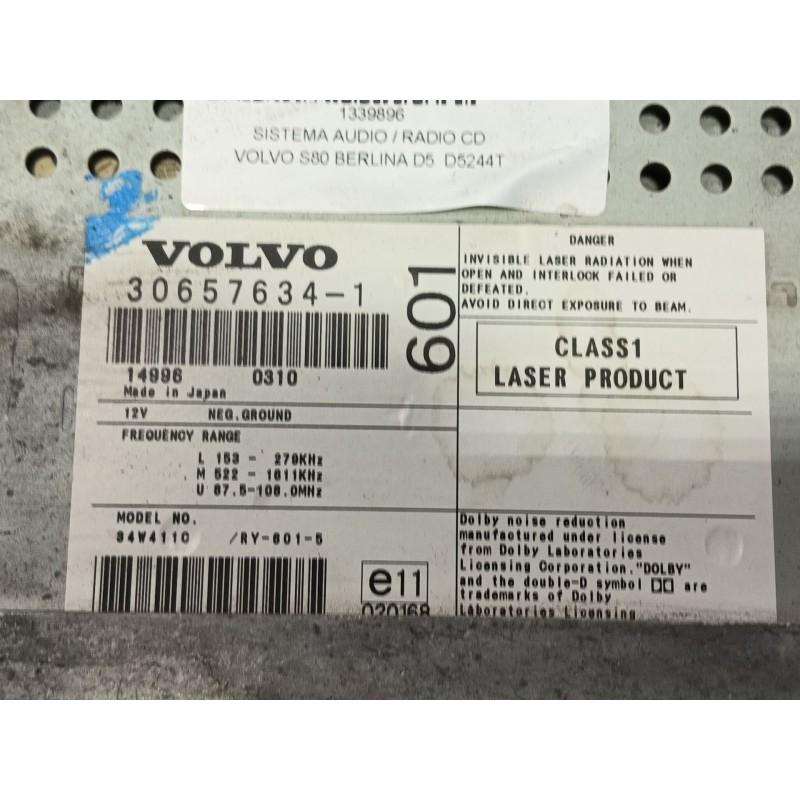 1339896
SISTEMA AUDIO / RADIO CD
VOLVO S80 BERLINA D5 D5244T
VOLVO
30657634-1
601
14996 0310
Made in Japan
12V NEG.GROUND
FREQUENCY RANGE
L 153 - 279KHz
M 522 - 1611KHz
U 87.5-108.0MHz
MODEL NO.
34W4110 /RY-601-5
e11
020168
DANGER
INVISIBLE LASER RADIATION WHEN
OPEN AND INTERLOCK FAILED OR
DEFEATED.
AVOID DIRECT EXPOSURE TO BEAM.
CLASS1
LASER PRODUCT
Dolby noise reduction
manufactured under license
from Dolby Laboratories
Licensing Corporation."DOLBY"
and the double-D symbol are
trademarks of Dolby
Laboratories Licensing